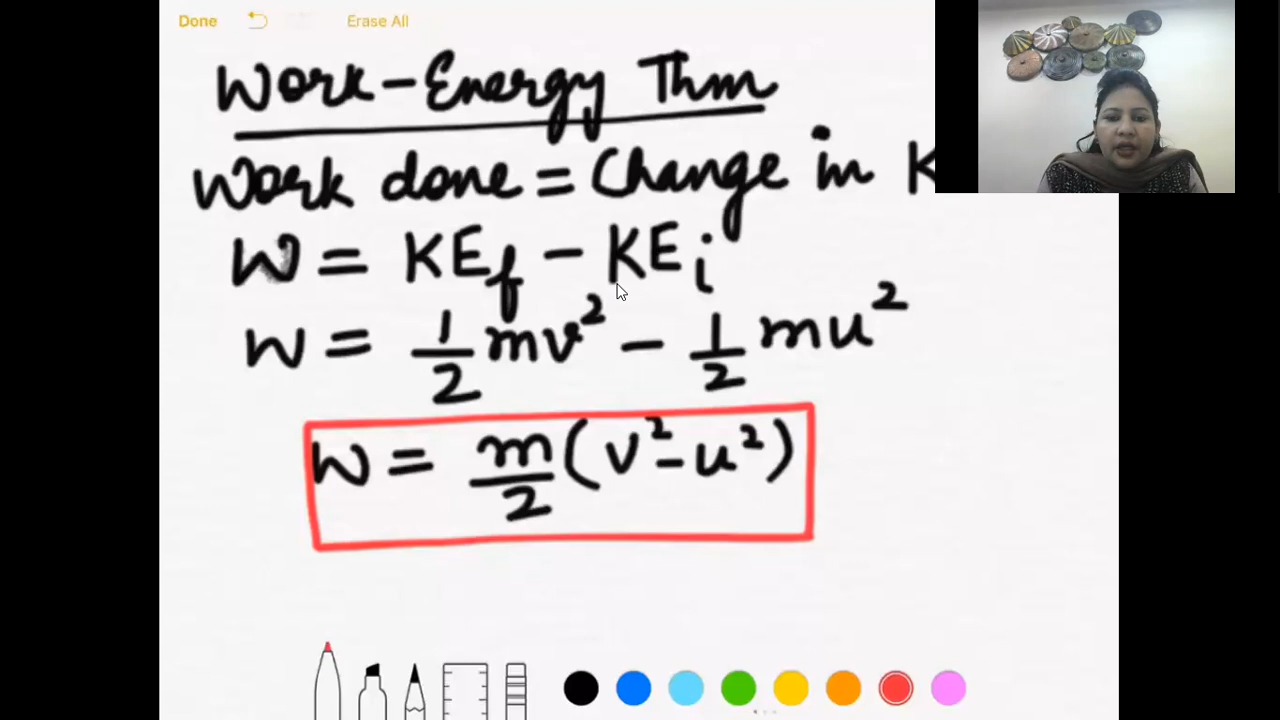 Done Erase All
Work-Energy Thm
Work done = Change in K
W = KEf - KEi
W = 1/2 mv² - 1/2 mu²
W = m/2 (v² - u²)